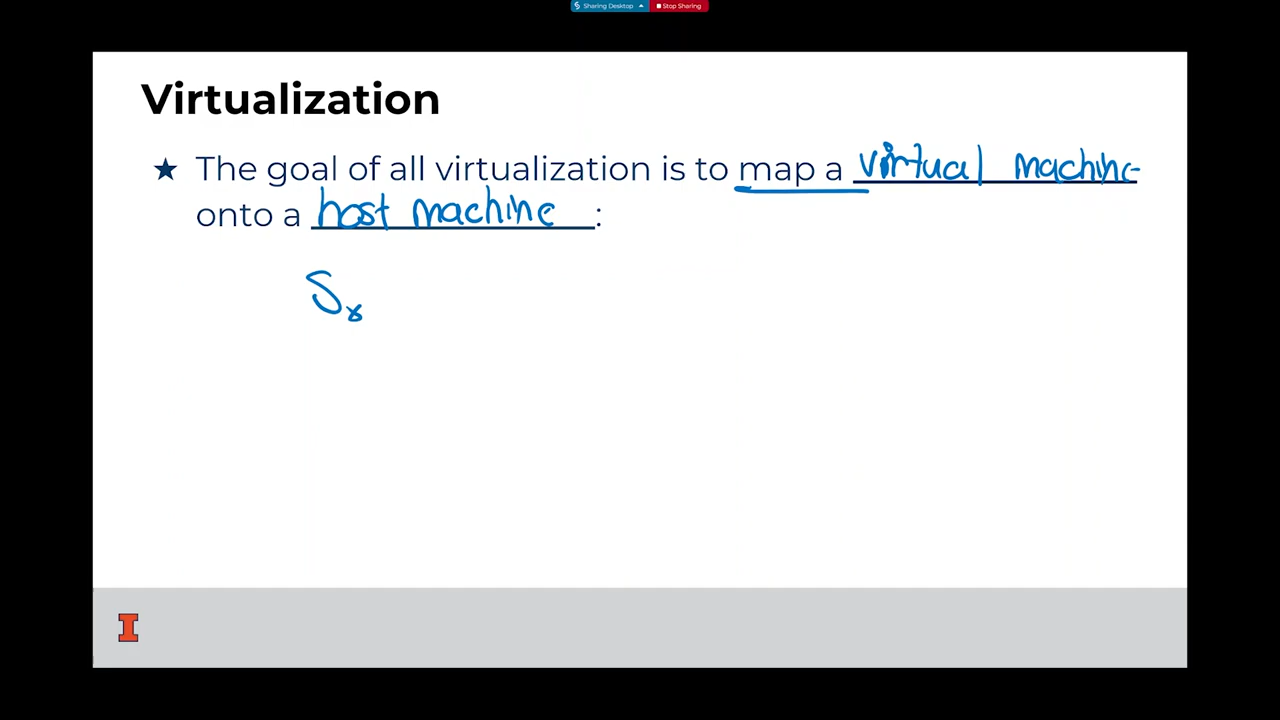 Sharing Desktop Stop Sharing
Virtualization
★ The goal of all virtualization is to map a virtual machine
onto a host machine :
I